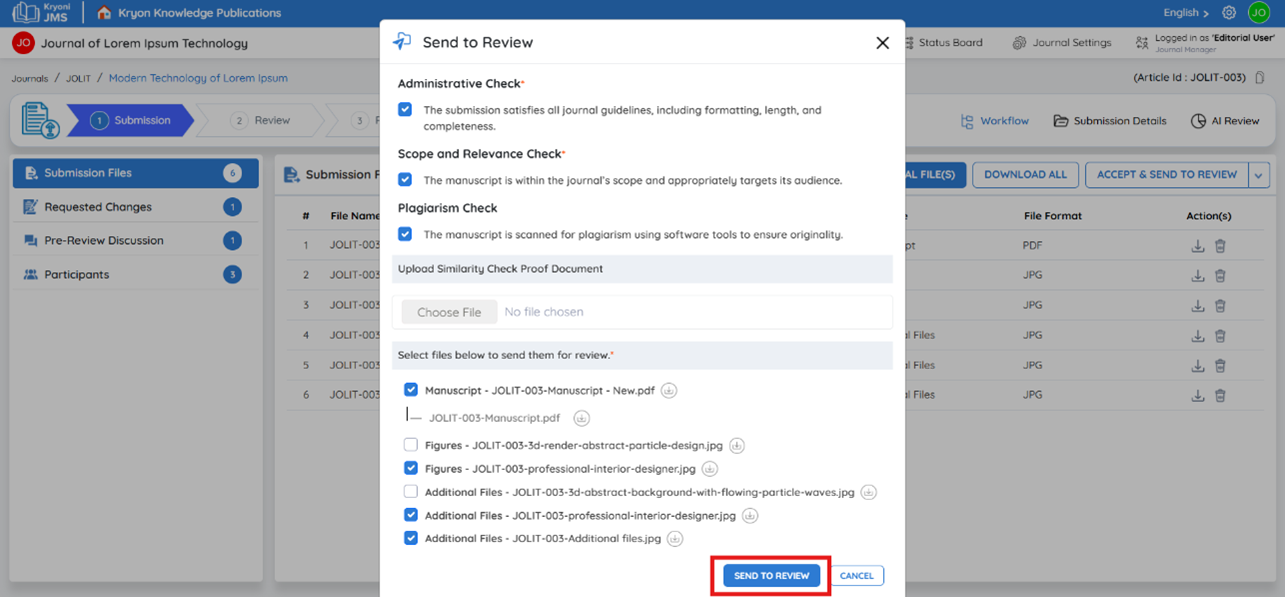 Kryoni
JMS
Kryon Knowledge Publications
English
JO
JO
Journal of Lorem Ipsum Technology
Status Board
Journal Settings
Logged in as 'Editorial User'
Journal Manager
Journals / JOLIT / Modern Technology of Lorem Ipsum
(Article Id : JOLIT-003)
1 Submission
2 Review
3
Workflow
Submission Details
AI Review
Submission Files 6
Requested Changes 1
Pre-Review Discussion 1
Participants 3
Submission F
AL FILE(S)
DOWNLOAD ALL
ACCEPT & SEND TO REVIEW
# File Name File Format Action(s)
1 JOLIT-003 pt PDF
2 JOLIT-003 JPG
3 JOLIT-003 JPG
4 JOLIT-003 al Files JPG
5 JOLIT-003 al Files JPG
6 JOLIT-003 al Files JPG
Send to Review
Administrative Check*
The submission satisfies all journal guidelines, including formatting, length, and
completeness.
Scope and Relevance Check*
The manuscript is within the journal's scope and appropriately targets its audience.
Plagiarism Check
The manuscript is scanned for plagiarism using software tools to ensure originality.
Upload Similarity Check Proof Document
Choose File No file chosen
Select files below to send them for review.*
Manuscript - JOLIT-003-Manuscript - New.pdf
JOLIT-003-Manuscript.pdf
Figures - JOLIT-003-3d-render-abstract-particle-design.jpg
Figures - JOLIT-003-professional-interior-designer.jpg
Additional Files - JOLIT-003-3d-abstract-background-with-flowing-particle-waves.jpg
Additional Files - JOLIT-003-professional-interior-designer.jpg
Additional Files - JOLIT-003-Additional files.jpg
SEND TO REVIEW
CANCEL